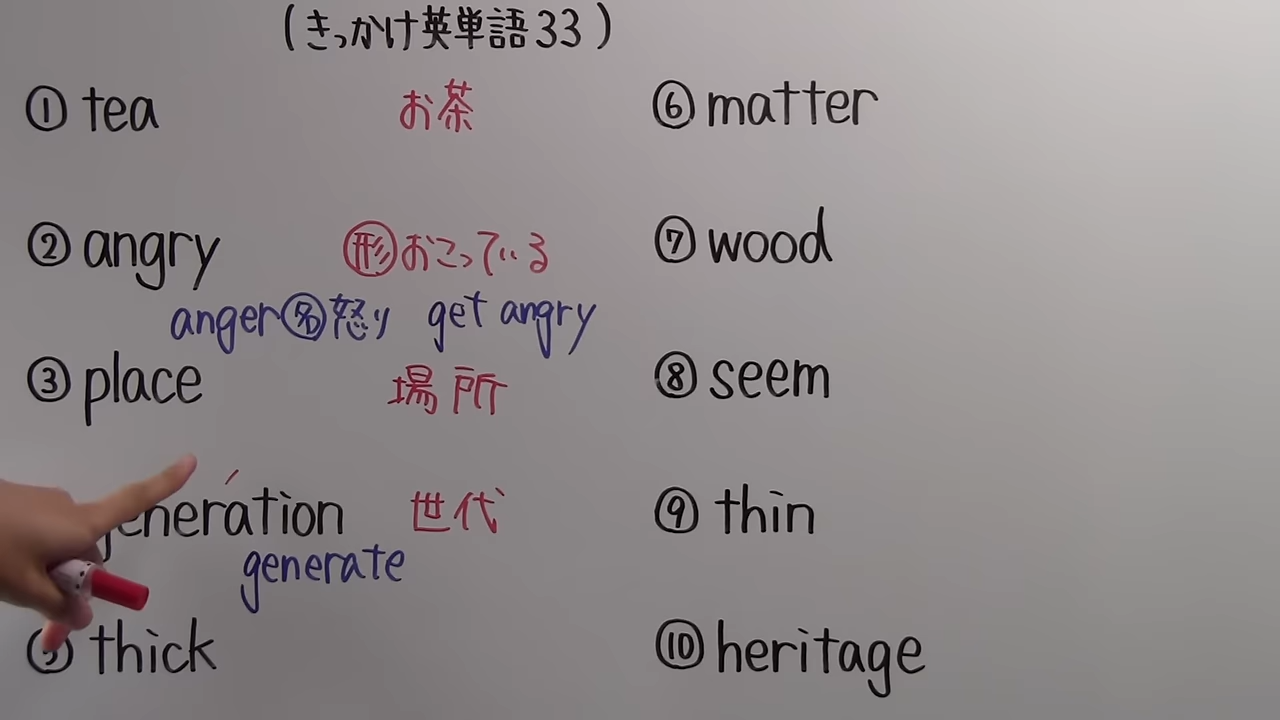 (きっかけ英単語33)
① tea お茶
② angry 形 おこっている
anger 名 怒り get angry
③ place 場所
generation 世代
generate
⑤ thick
⑥ matter
⑦ wood
⑧ seem
⑨ thin
⑩ heritage